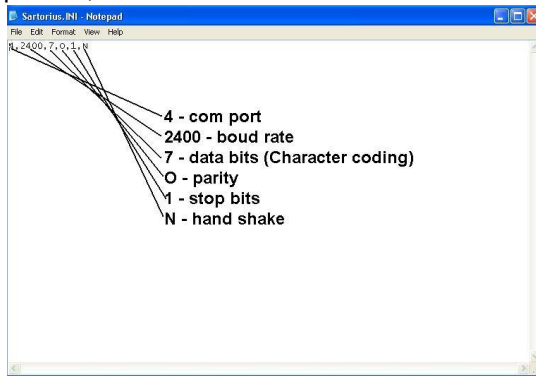 Sartorius.INI - Notepad
File Edit Format View Help
,2400,7,o,1,N
4 - com port
2400 - boud rate
7 - data bits (Character coding)
O - parity
1 - stop bits
N - hand shake